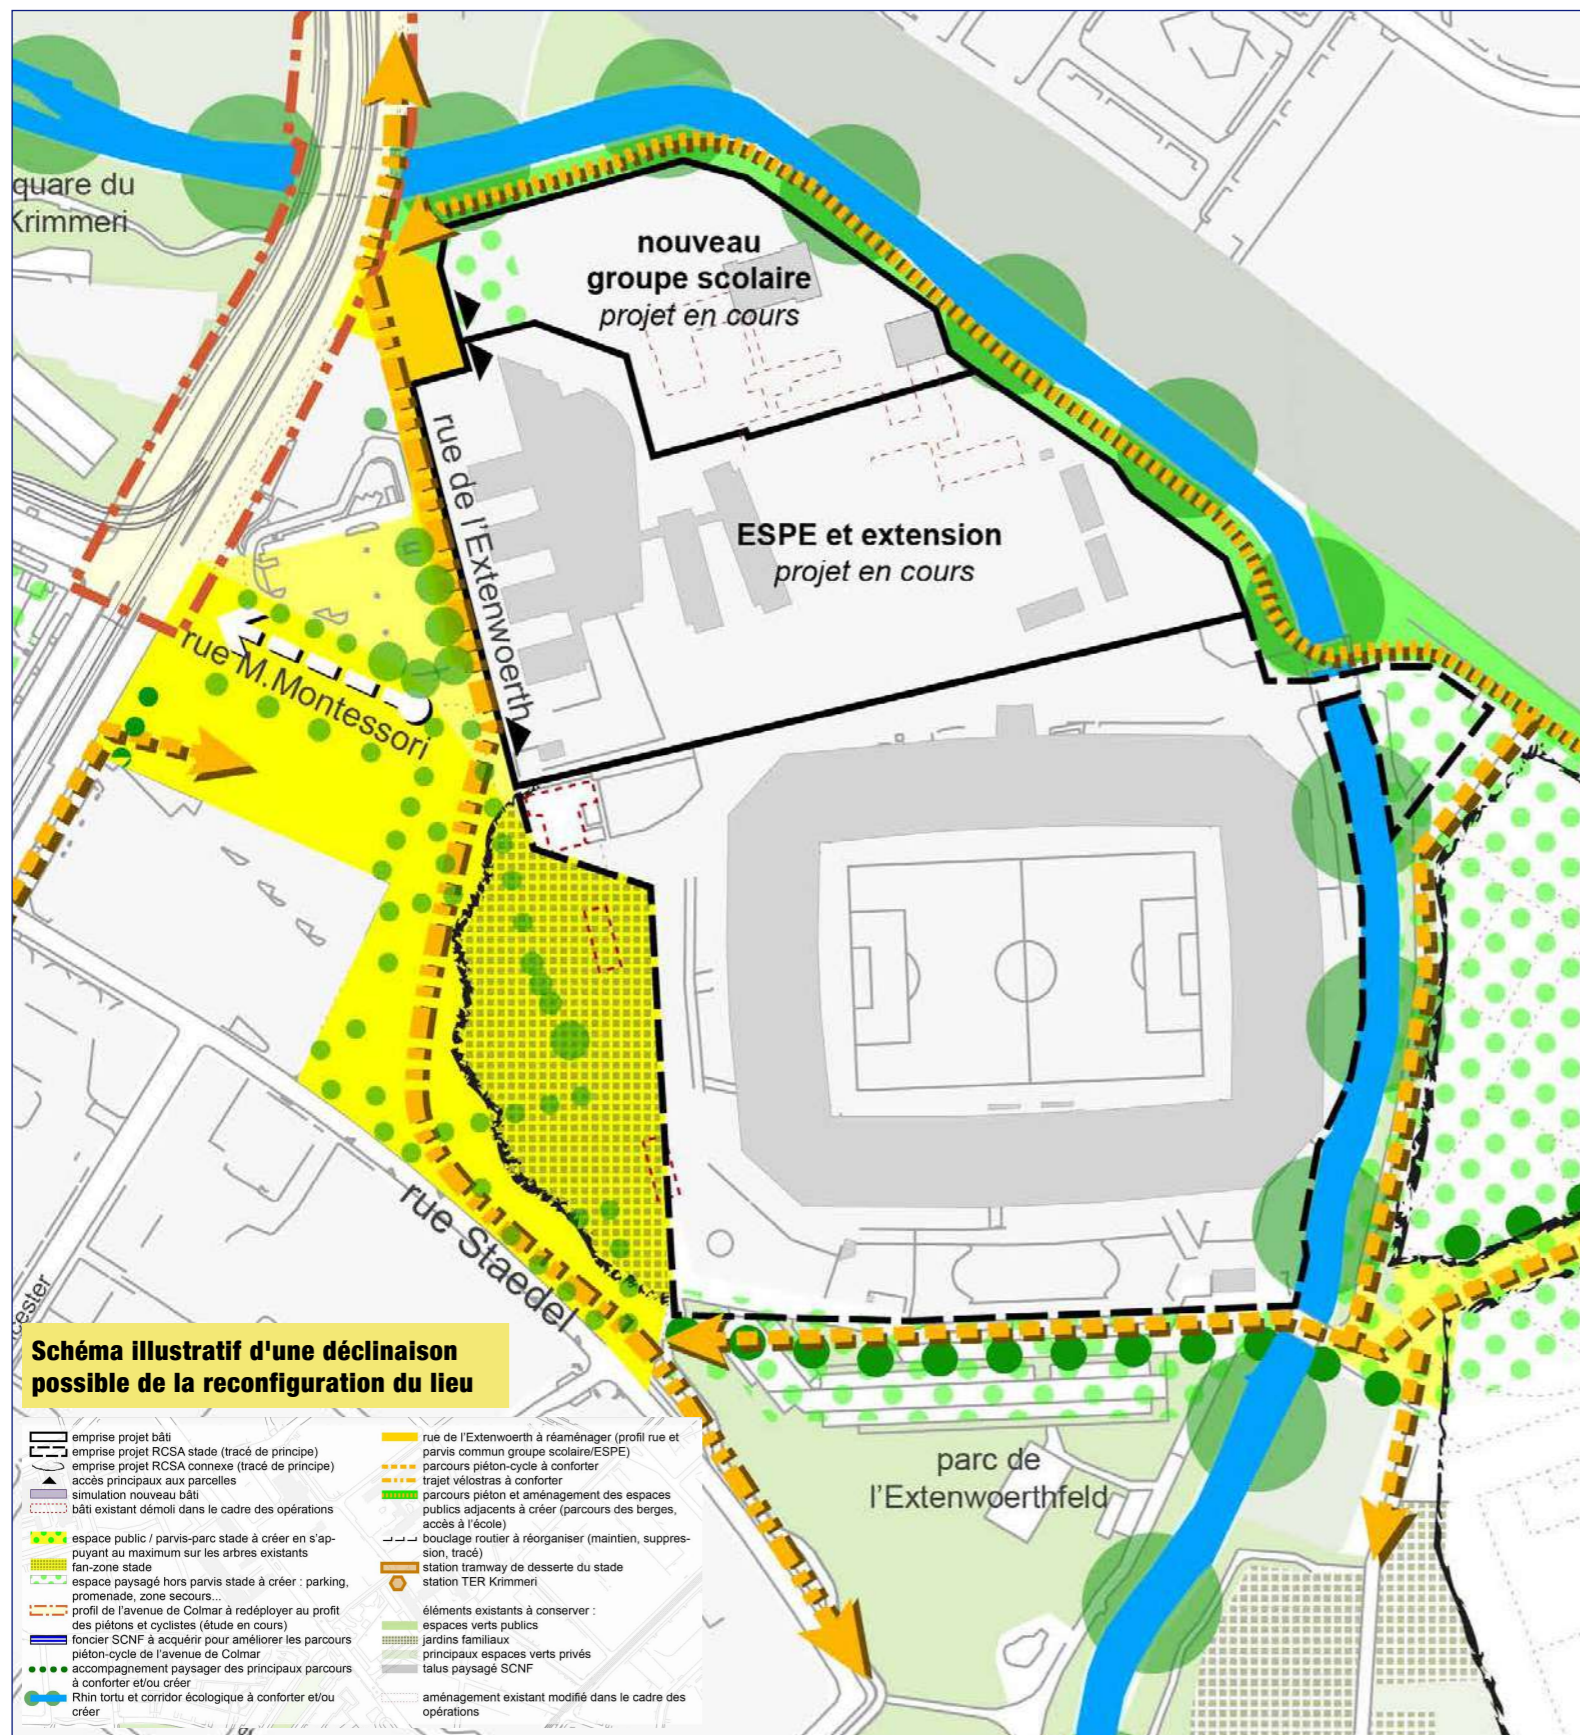 quare du
Krimmeri
nouveau
groupe scolaire
projet en cours
rue de l'Extenwoerth
ESPE et extension
projet en cours
rue M.Montessori
rue Staedel
cester
parc de
l'Extenwoerthfeld
Schéma illustratif d'une déclinaison
possible de la reconfiguration du lieu
emprise projet bâti
emprise projet RCSA stade (tracé de principe)
emprise projet RCSA connexe (tracé de principe)
accès principaux aux parcelles
simulation nouveau bâti
bâti existant démoli dans le cadre des opérations
espace public / parvis-parc stade à créer en s'ap-
puyant au maximum sur les arbres existants
fan-zone stade
espace paysagé hors parvis stade à créer : parking,
promenade, zone secours...
profil de l'avenue de Colmar à redéployer au profit
des piétons et cyclistes (étude en cours)
foncier SCNF à acquérir pour améliorer les parcours
piéton-cycle de l'avenue de Colmar
accompagnement paysager des principaux parcours
à conforter et/ou créer
Rhin tortu et corridor écologique à conforter et/ou
créer
rue de l'Extenwoerth à réaménager (profil rue et
parvis commun groupe scolaire/ESPE)
parcours piéton-cycle à conforter
trajet vélostras à conforter
parcours piéton et aménagement des espaces
publics adjacents à créer (parcours des berges,
accès à l'école)
bouclage routier à réorganiser (maintien, suppres-
sion, tracé)
station tramway de desserte du stade
station TER Krimmeri
éléments existants à conserver :
espaces verts publics
jardins familiaux
principaux espaces verts privés
talus paysagé SCNF
aménagement existant modifié dans le cadre des
opérations